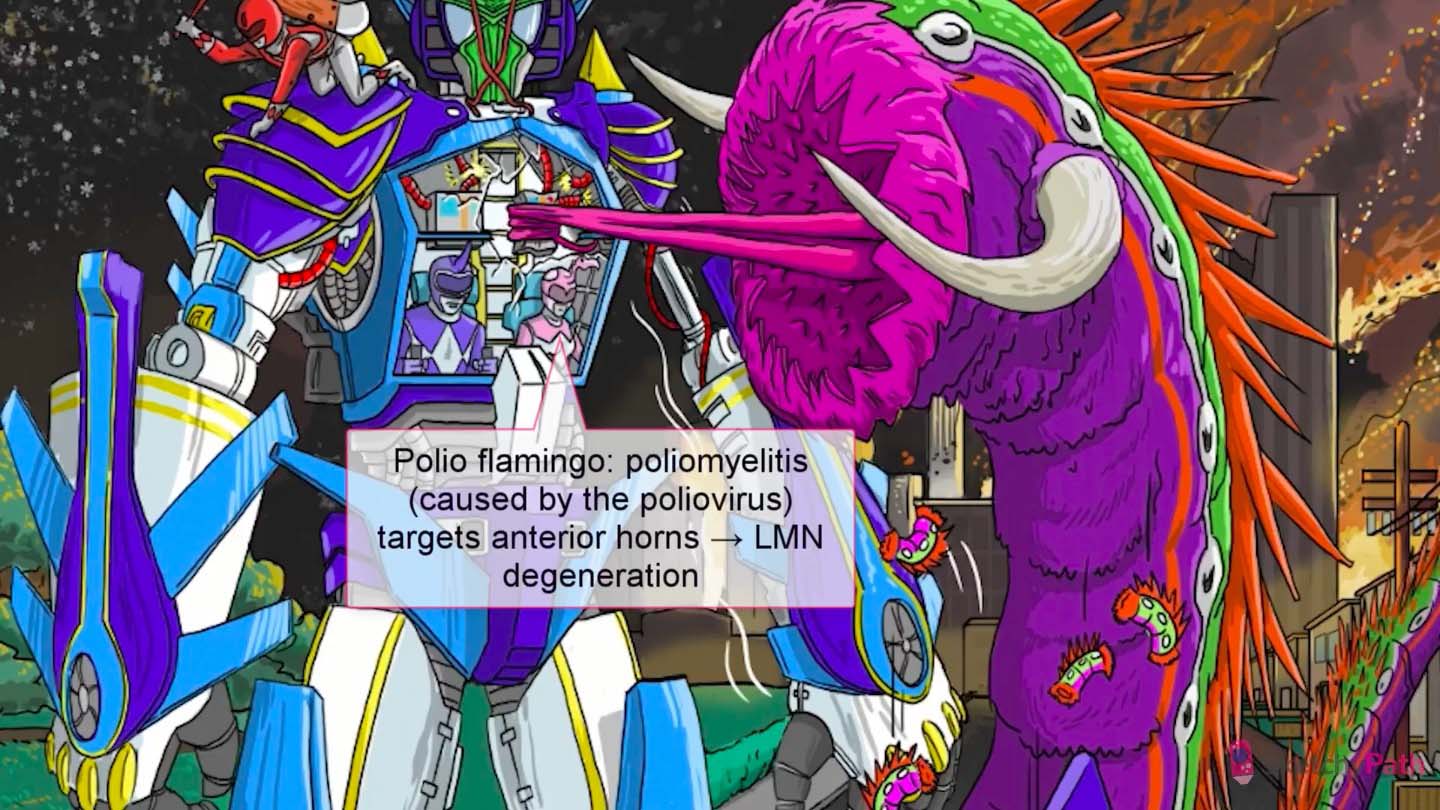 Polio flamingo: poliomyelitis
(caused by the poliovirus)
targets anterior horns → LMN
degeneration